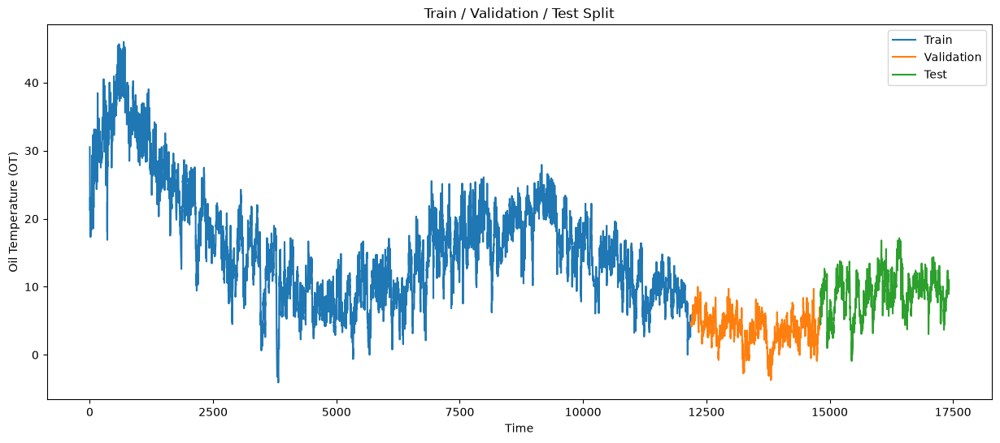 Train / Validation / Test Split
Train
Validation
Test
Oil Temperature (OT)
40
30
20
10
0
0 2500 5000 7500 10000 12500 15000 17500
Time